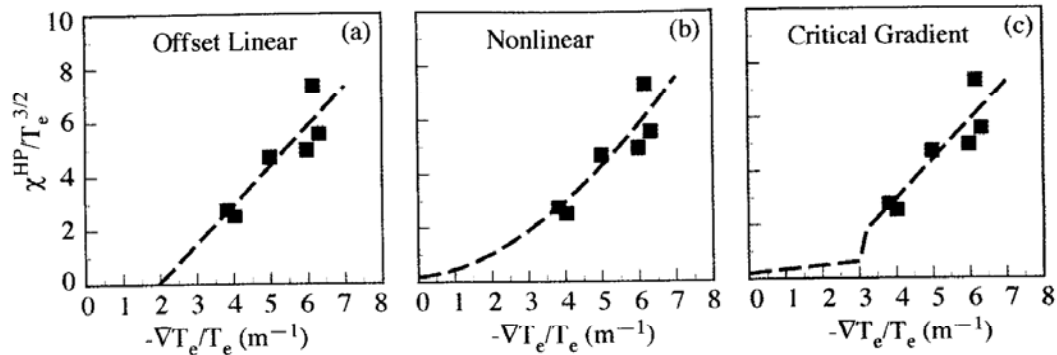 10
8
6
4
2
0
χ^HP/T_e^3/2
Offset Linear
(a)
0 1 2 3 4 5 6 7 8
-∇T_e/T_e (m^—1)
Nonlinear
(b)
0 1 2 3 4 5 6 7 8
-∇T_e/T_e (m^—1)
Critical Gradient
(c)
0 1 2 3 4 5 6 7 8
-∇T_e/T_e (m^—1)